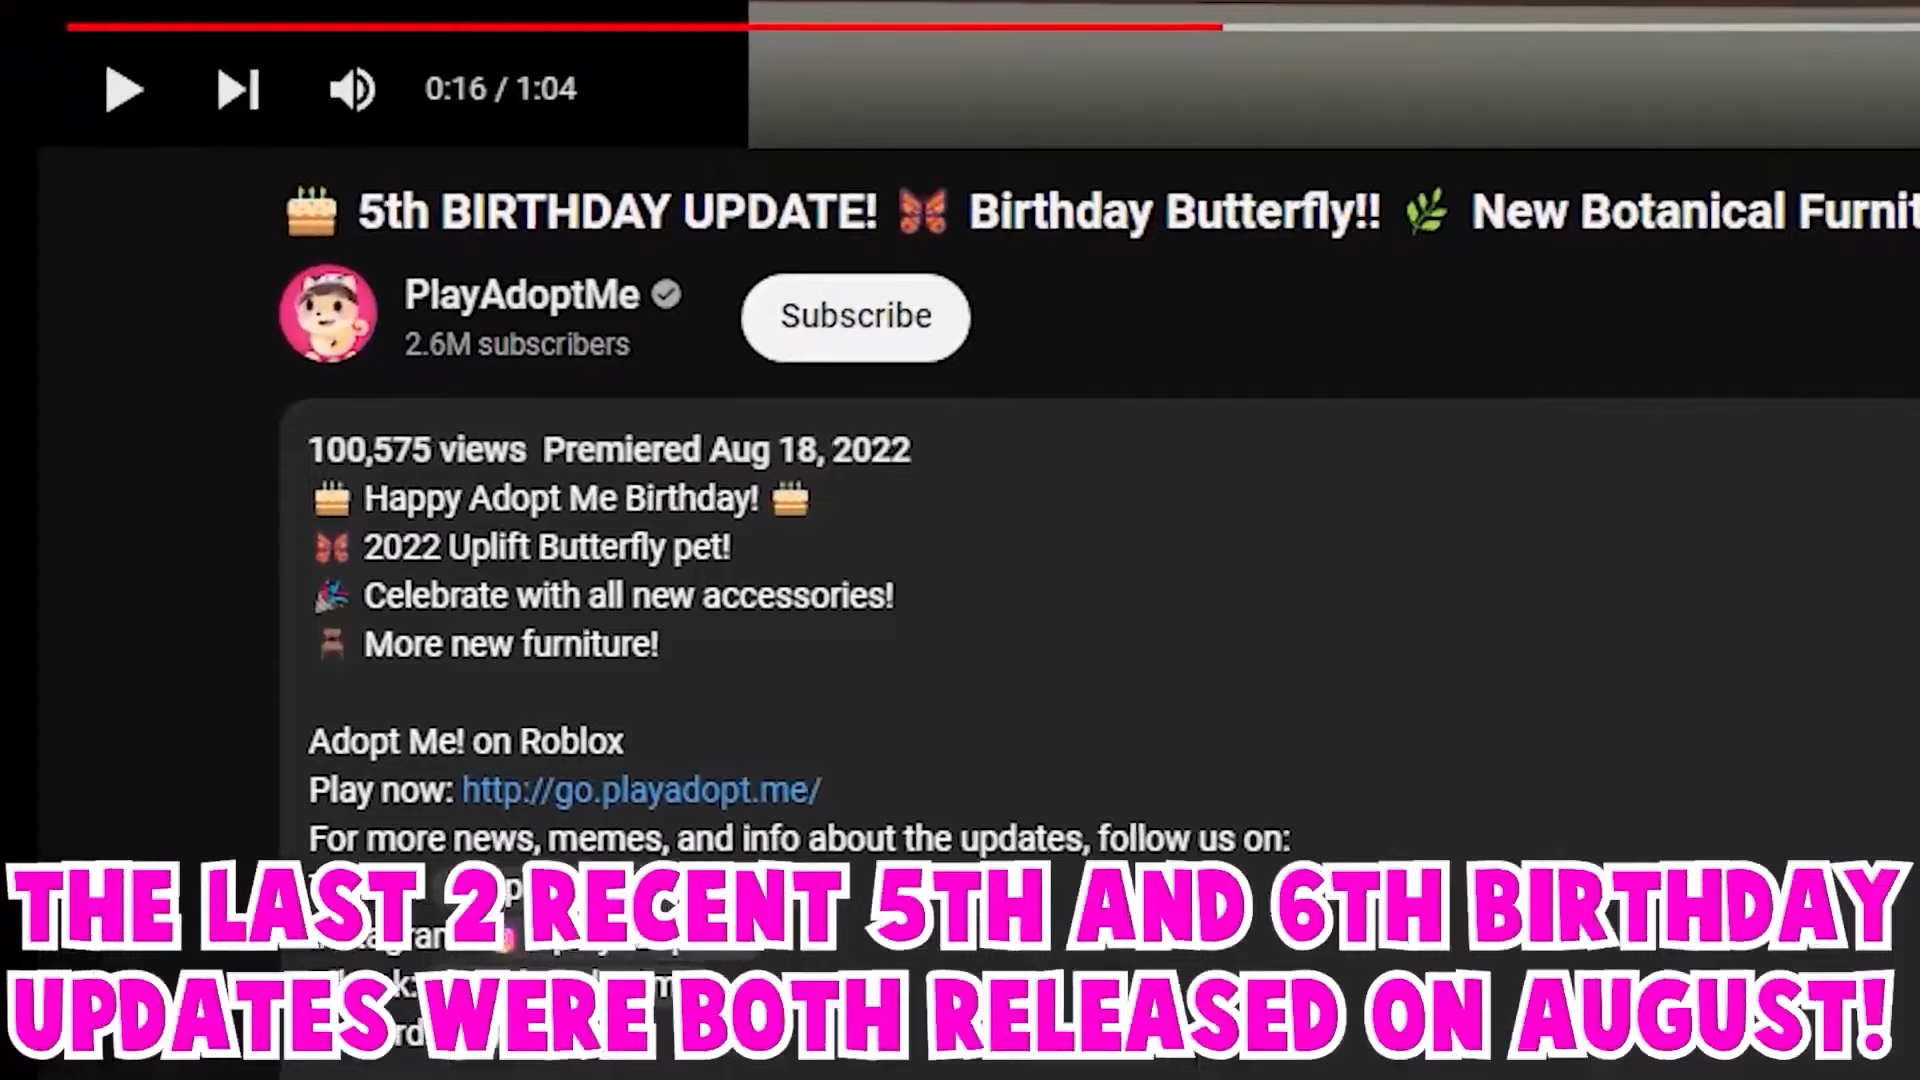 0:16 / 1:04
5th BIRTHDAY UPDATE! Birthday Butterfly!! New Botanical Furnit
PlayAdoptMe
2.6M subscribers
Subscribe
100,575 views Premiered Aug 18, 2022
Happy Adopt Me Birthday!
2022 Uplift Butterfly pet!
Celebrate with all new accessories!
More new furniture!
Adopt Me! on Roblox
Play now: http://go.playadopt.me/
For more news, memes, and info about the updates, follow us on:
THE LAST 2 RECENT 5TH AND 6TH BIRTHDAY
UPDATES WERE BOTH RELEASED ON AUGUST!